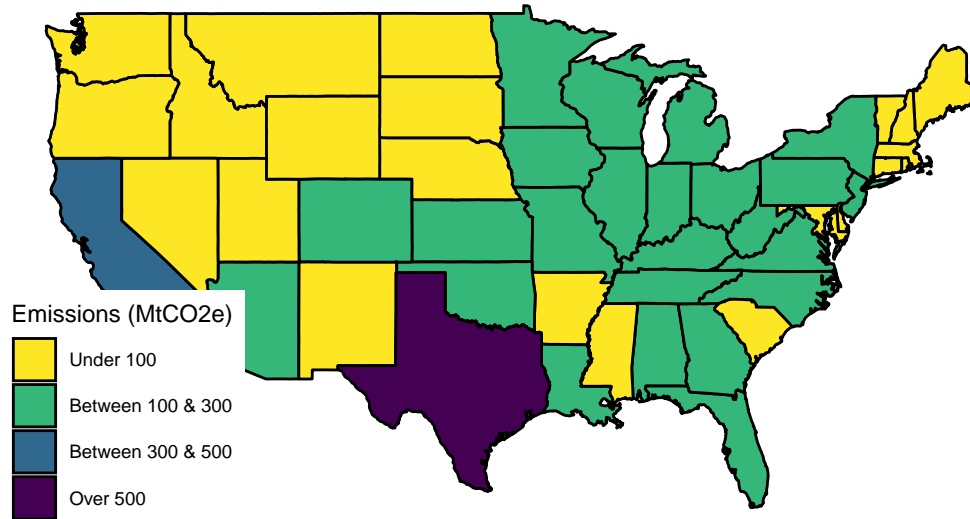 Emissions (MtCO2e)
Under 100
Between 100 & 300
Between 300 & 500
Over 500